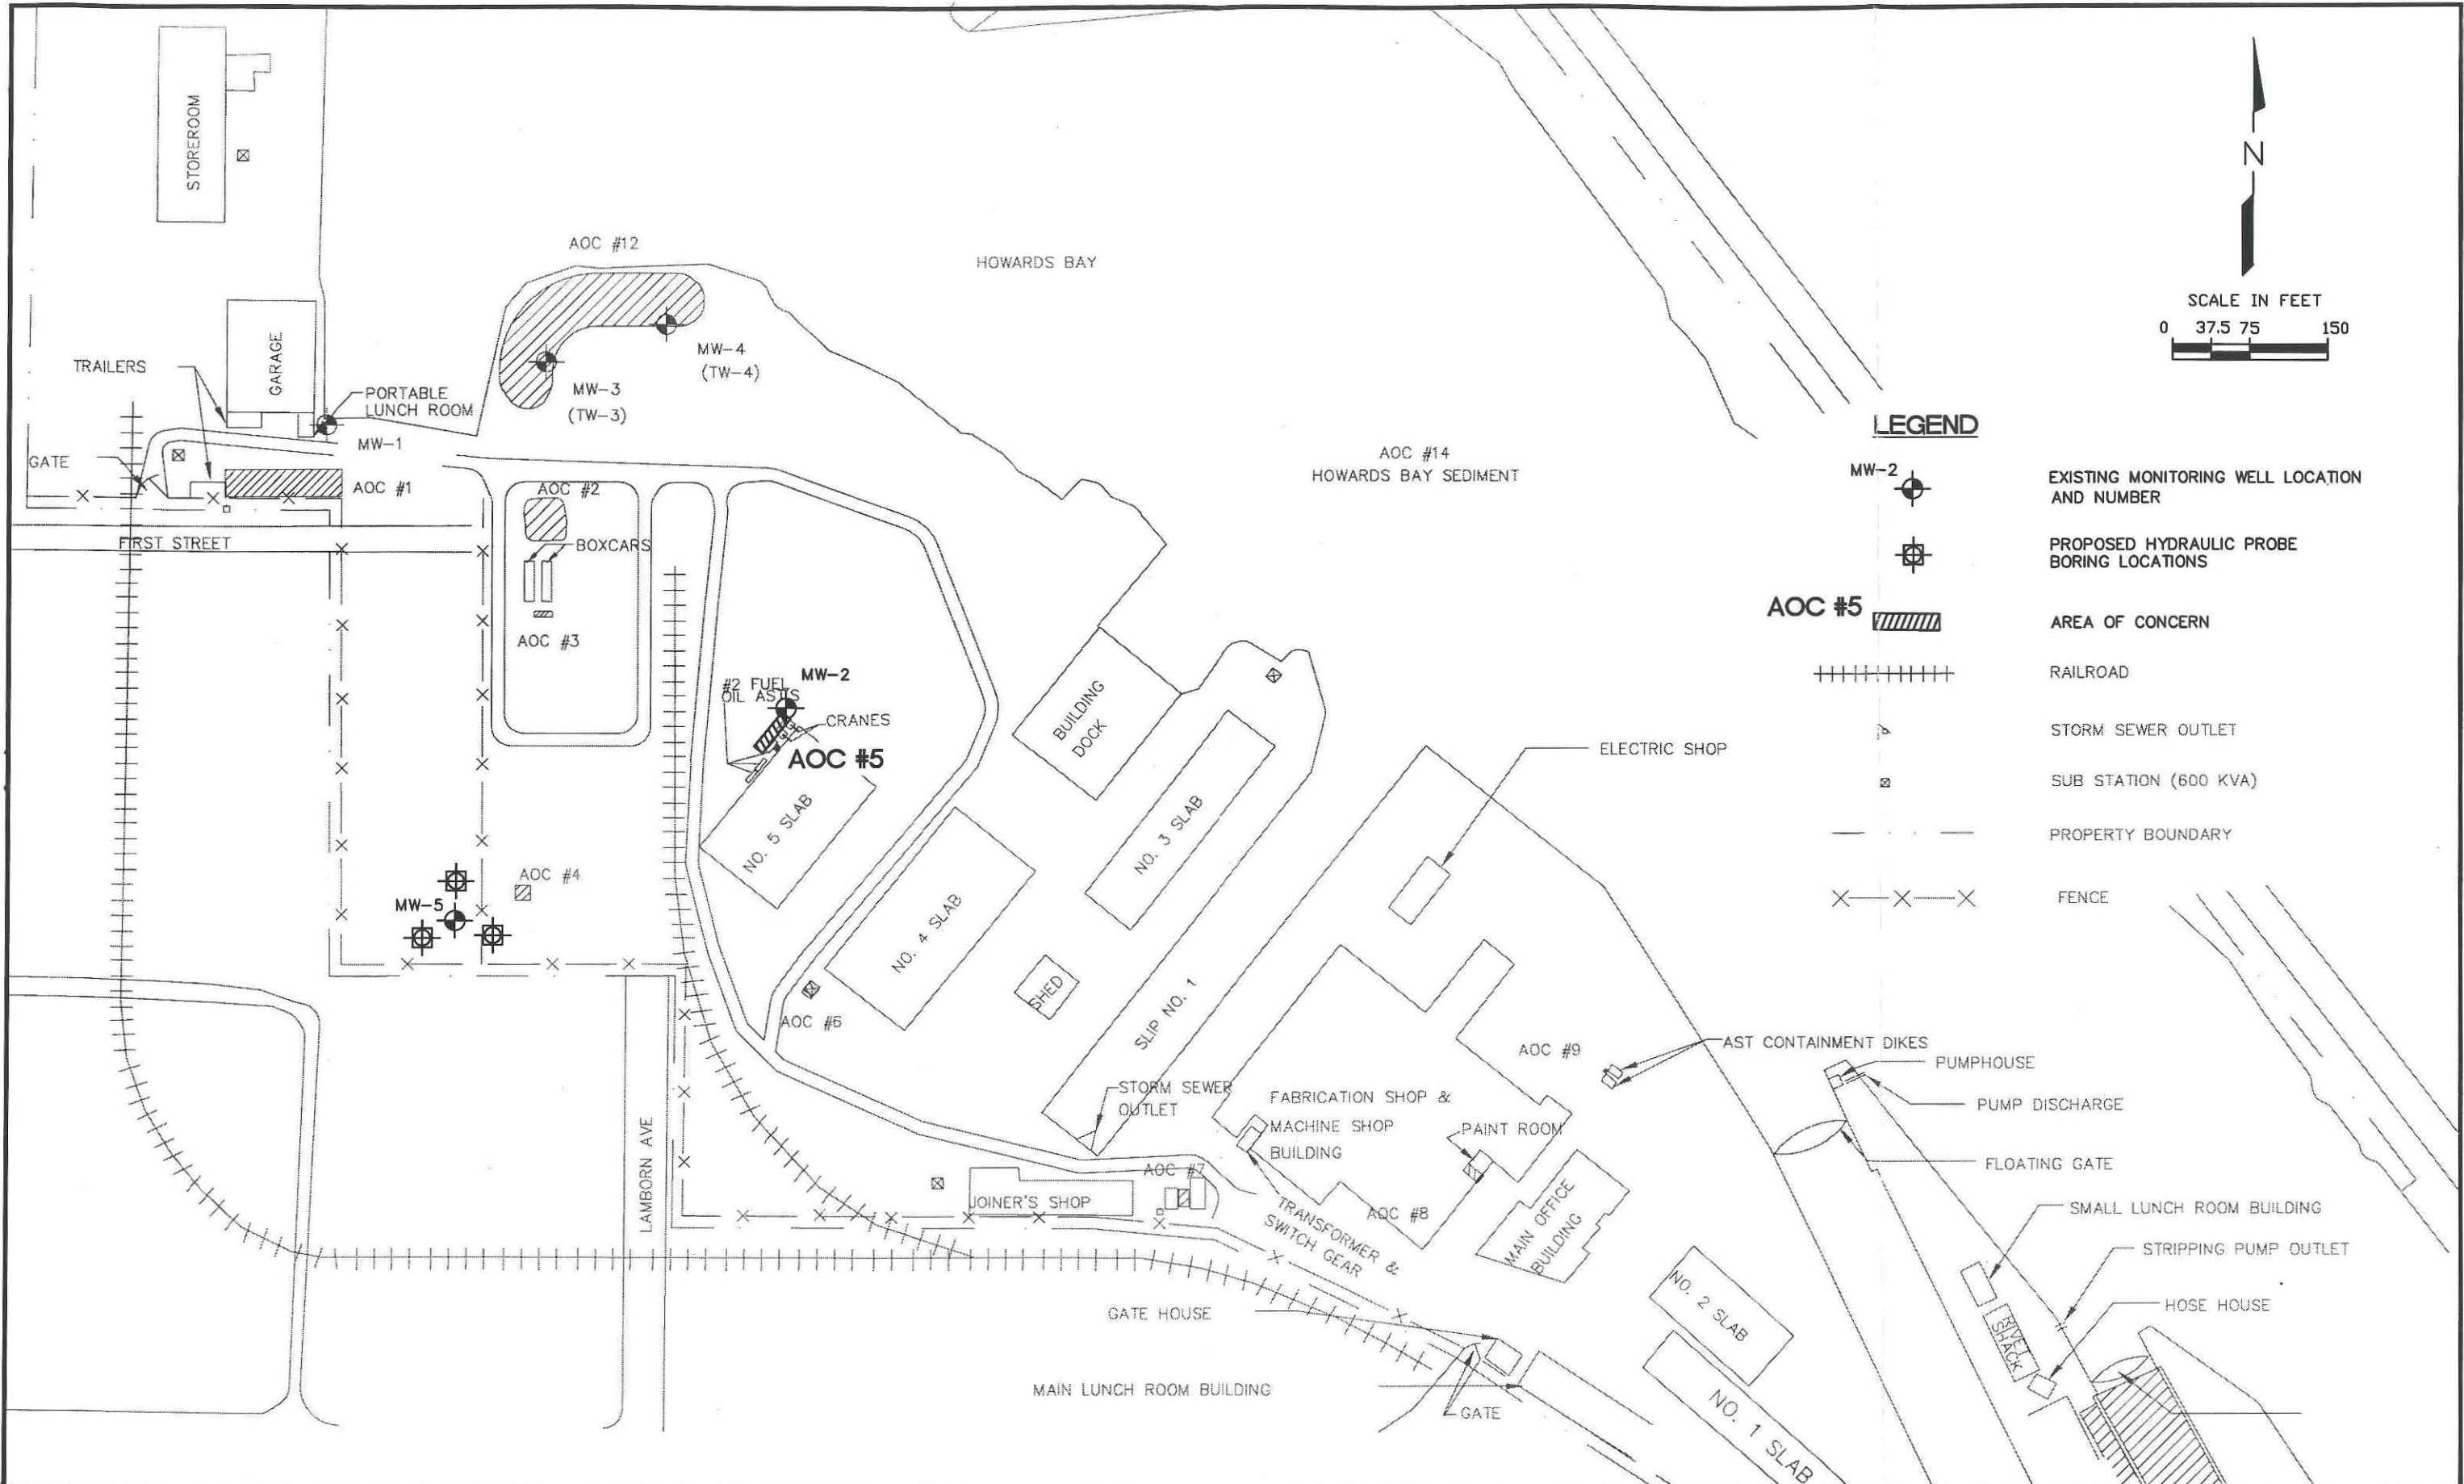 STOREROOM
AOC #12
HOWARDS BAY
N
SCALE IN FEET
0 37.5 75 150
TRAILERS
GARAGE
PORTABLE
LUNCH ROOM
MW-1
MW-4
(TW-4)
MW-3
(TW-3)
GATE
AOC #1
AOC #2
FIRST STREET
BOXCARS
AOC #3
AOC #14
HOWARDS BAY SEDIMENT
LEGEND
MW-2
EXISTING MONITORING WELL LOCATION
AND NUMBER
PROPOSED HYDRAULIC PROBE
BORING LOCATIONS
AOC #5
AREA OF CONCERN
RAILROAD
STORM SEWER OUTLET
SUB STATION (600 KVA)
PROPERTY BOUNDARY
FENCE
#2 FUEL
OIL ASTS
MW-2
CRANES
AOC #5
NO. 5 SLAB
BUILDING
DOCK
NO. 3 SLAB
ELECTRIC SHOP
MW-5
AOC #4
NO. 4 SLAB
SHED
SLIP NO. 1
AOC #6
AOC #9
AST CONTAINMENT DIKES
PUMPHOUSE
PUMP DISCHARGE
FLOATING GATE
STORM SEWER
OUTLET
FABRICATION SHOP &
MACHINE SHOP
BUILDING
PAINT ROOM
LAMBORN AVE
JOINER'S SHOP
AOC #7
TRANSFORMER &
SWITCH GEAR
AOC #8
MAIN OFFICE
BUILDING
SMALL LUNCH ROOM BUILDING
STRIPPING PUMP OUTLET
HOSE HOUSE
RIVET
SHACK
GATE HOUSE
NO. 2 SLAB
MAIN LUNCH ROOM BUILDING
GATE
NO. 1 SLAB